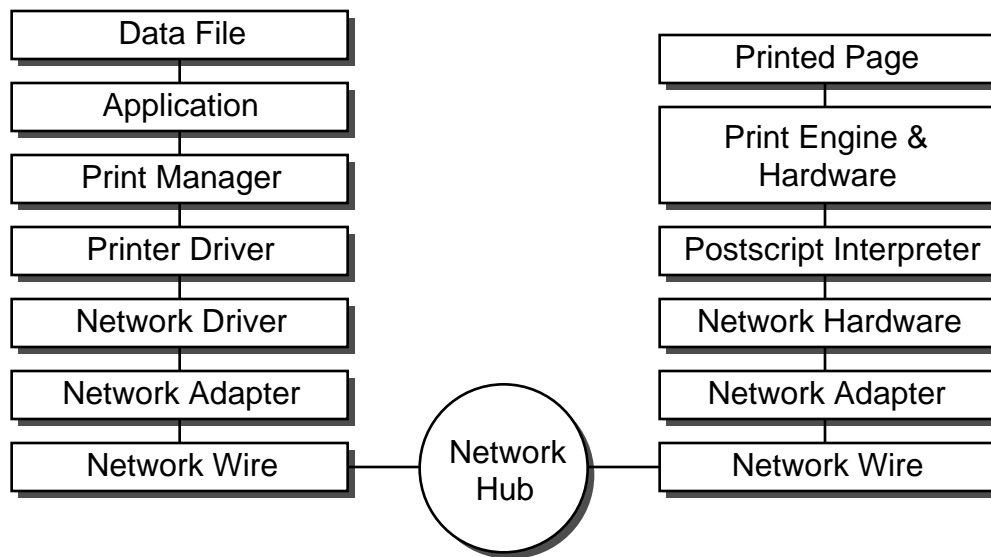 Data File
Application
Print Manager
Printer Driver
Network Driver
Network Adapter
Network Wire
Network
Hub
Printed Page
Print Engine &
Hardware
Postscript Interpreter
Network Hardware
Network Adapter
Network Wire